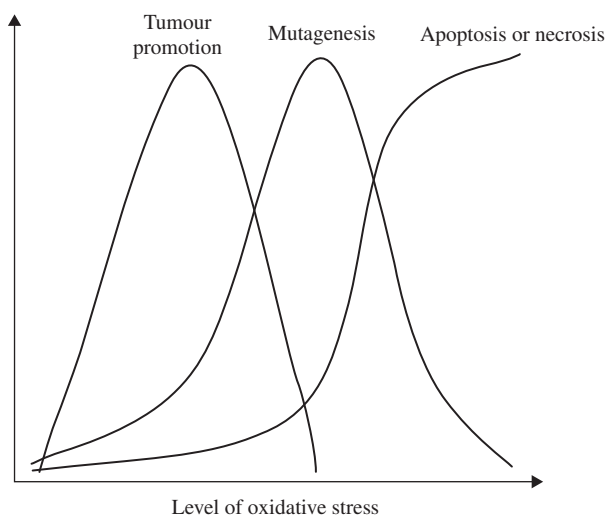 Tumour
promotion
Mutagenesis
Apoptosis or necrosis
Level of oxidative stress